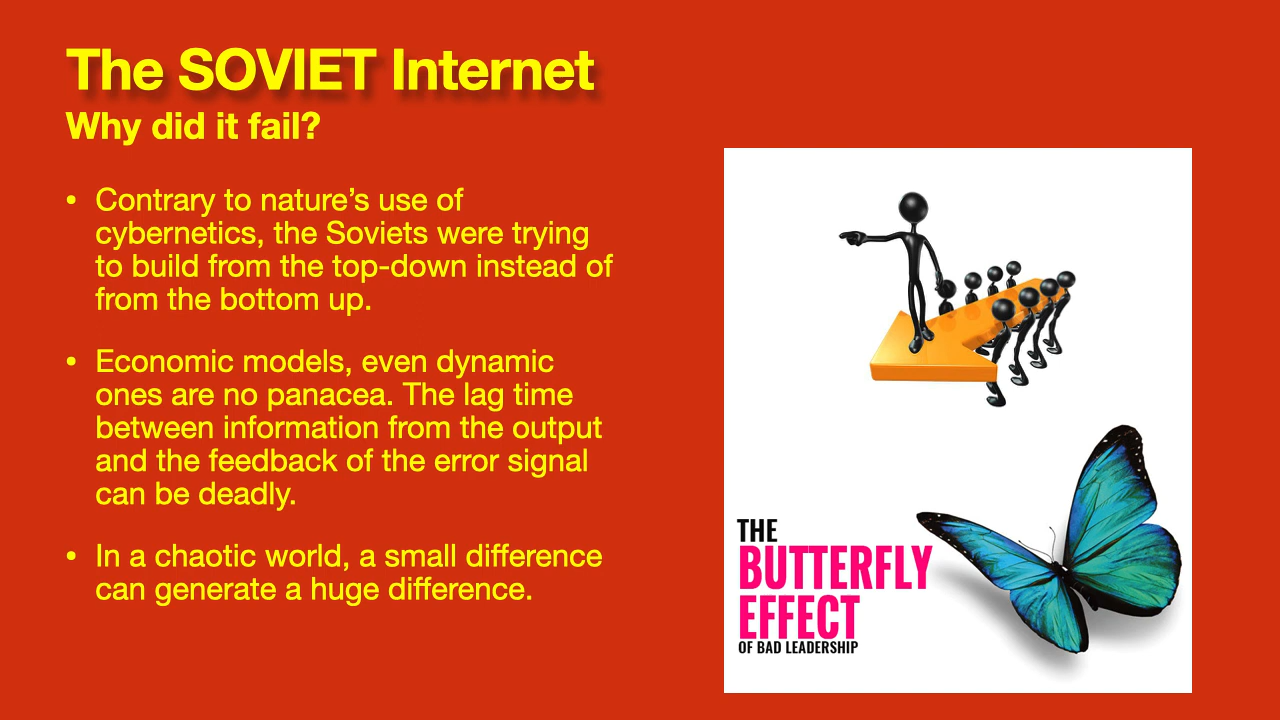 The SOVIET Internet
Why did it fail?
• Contrary to nature’s use of
cybernetics, the Soviets were trying
to build from the top-down instead of
from the bottom up.
• Economic models, even dynamic
ones are no panacea. The lag time
between information from the output
and the feedback of the error signal
can be deadly.
• In a chaotic world, a small difference
can generate a huge difference.
THE
BUTTERFLY
EFFECT
OF BAD LEADERSHIP